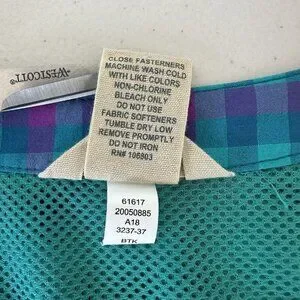 WESTCOTT
CLOSE FASTENERS
MACHINE WASH COLD
WITH LIKE COLORS
NON-CHLORINE
BLEACH ONLY
DO NOT USE
FABRIC SOFTENERS
TUMBLE DRY LOW
REMOVE PROMPTLY
DO NOT IRON
RN# 106803
61617
20050885
A18
3237-37
BTK